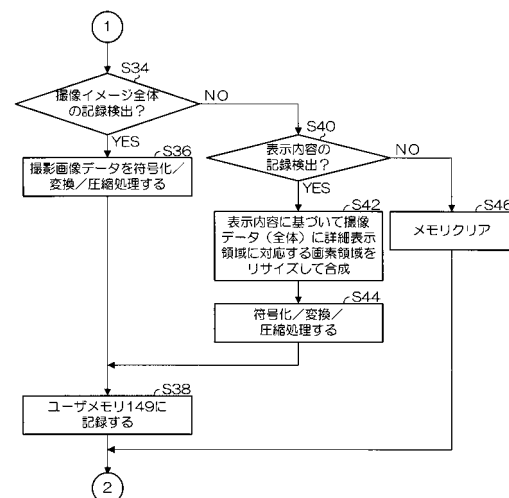 1
S34
撮像イメージ全体
の記録検出？
NO
YES
S36
撮影画像データを符号化／
変換／圧縮処理する
S40
表示内容の
記録検出？
NO
YES
S42
表示内容に基づいて撮像
データ（全体）に詳細表示
領域に対応する画素領域を
リサイズして合成
S46
メモリクリア
S44
符号化／変換／
圧縮処理する
S38
ユーザメモリ149に
記録する
2